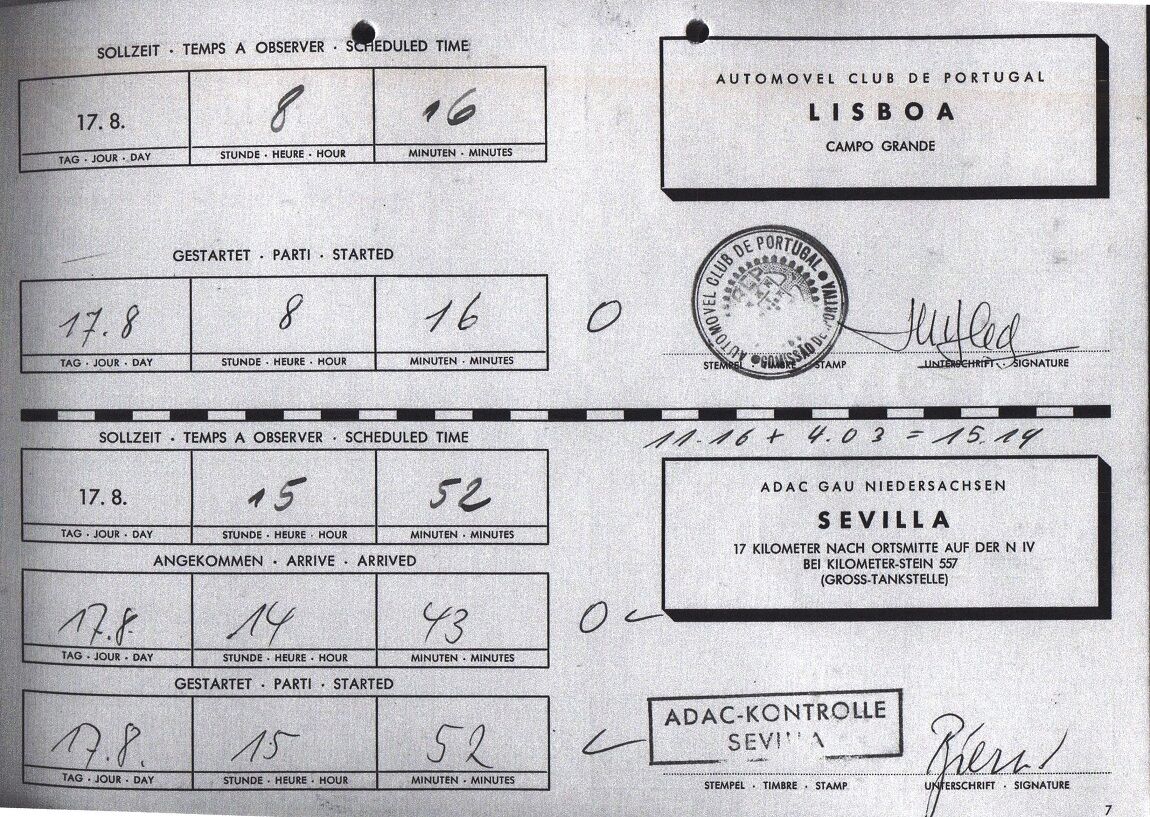 SOLLZEIT · TEMPS A OBSERVER · SCHEDULED TIME
17. 8. 8 16
TAG · JOUR · DAY STUNDE · HEURE · HOUR MINUTEN · MINUTES
AUTOMOVEL CLUB DE PORTUGAL
LISBOA
CAMPO GRANDE
GESTARTET · PARTI · STARTED
17.8 8 16 0
TAG · JOUR · DAY STUNDE · HEURE · HOUR MINUTEN · MINUTES
AUTOMOVEL CLUB DE PORTUGAL
COMISSÃO
STEMPEL · TIMBRE · STAMP UNTERSCHRIFT · SIGNATURE
SOLLZEIT · TEMPS A OBSERVER · SCHEDULED TIME
11.16 + 4.03 = 15.19
17. 8. 15 52
TAG · JOUR · DAY STUNDE · HEURE · HOUR MINUTEN · MINUTES
ADAC GAU NIEDERSACHSEN
SEVILLA
17 KILOMETER NACH ORTSMITTE AUF DER N IV
BEI KILOMETER-STEIN 557
(GROSS-TANKSTELLE)
ANGEKOMMEN · ARRIVE · ARRIVED
17.8. 14 43 0
TAG · JOUR · DAY STUNDE · HEURE · HOUR MINUTEN · MINUTES
GESTARTET · PARTI · STARTED
17.8. 15 52
TAG · JOUR · DAY STUNDE · HEURE · HOUR MINUTEN · MINUTES
ADAC-KONTROLLE
SEVILLA
STEMPEL · TIMBRE · STAMP UNTERSCHRIFT · SIGNATURE
7